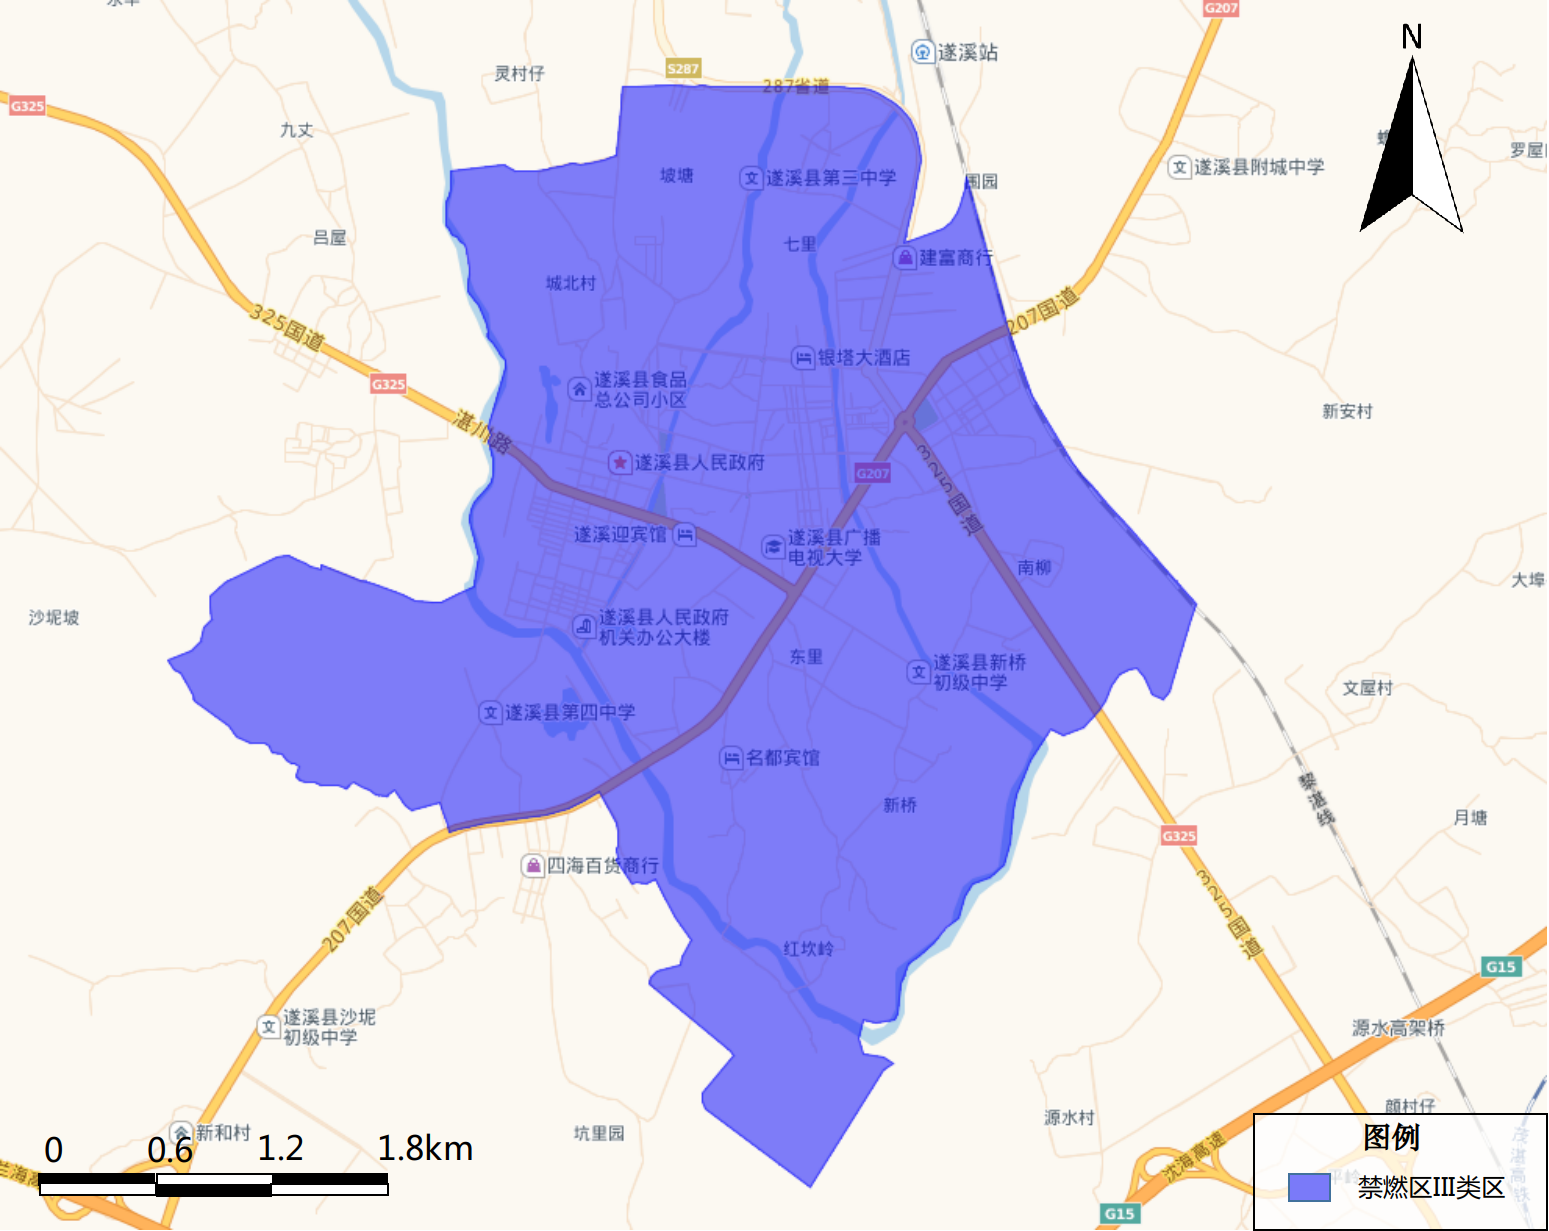 G207
S287
遂溪站
N
灵村仔
287省道
G325
九丈
遂溪县附城中学
坡塘
遂溪县第三中学
围园
吕屋
七里
建富商行
城北村
325国道
207国道
银塔大酒店
G325
遂溪县食品
总公司小区
新安村
湛川路
遂溪县人民政府
G207
325国道
遂溪迎宾馆
遂溪县广播
电视大学
南柳
大埠
沙坭坡
遂溪县人民政府
机关办公大楼
东里
遂溪县新桥
初级中学
文屋村
遂溪县第四中学
名都宾馆
黎湛线
新桥
月塘
G325
四海百货商行
325国道
207国道
红坎岭
G15
遂溪县沙坭
初级中学
源水高架桥
颜村仔
源水村
新和村
坑里园
0 0.6 1.2 1.8km
沈海高速
图例
禁燃区III类区
茂湛高铁
G15